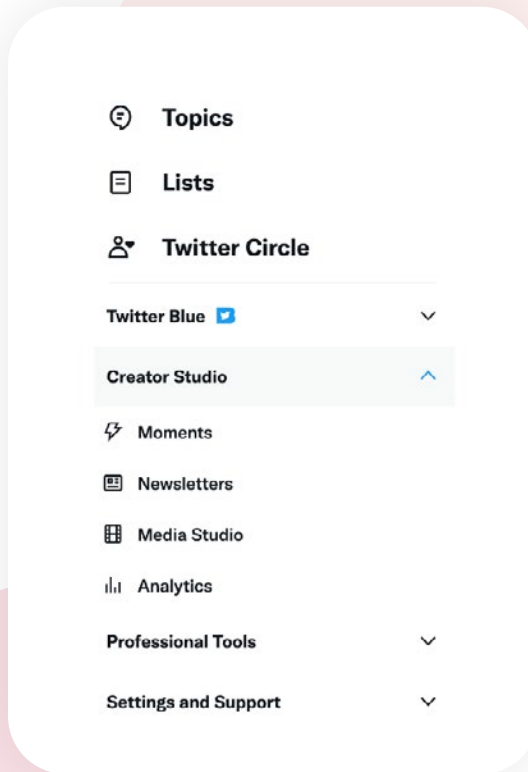 Topics
Lists
Twitter Circle
Twitter Blue
Creator Studio
Moments
Newsletters
Media Studio
Analytics
Professional Tools
Settings and Support